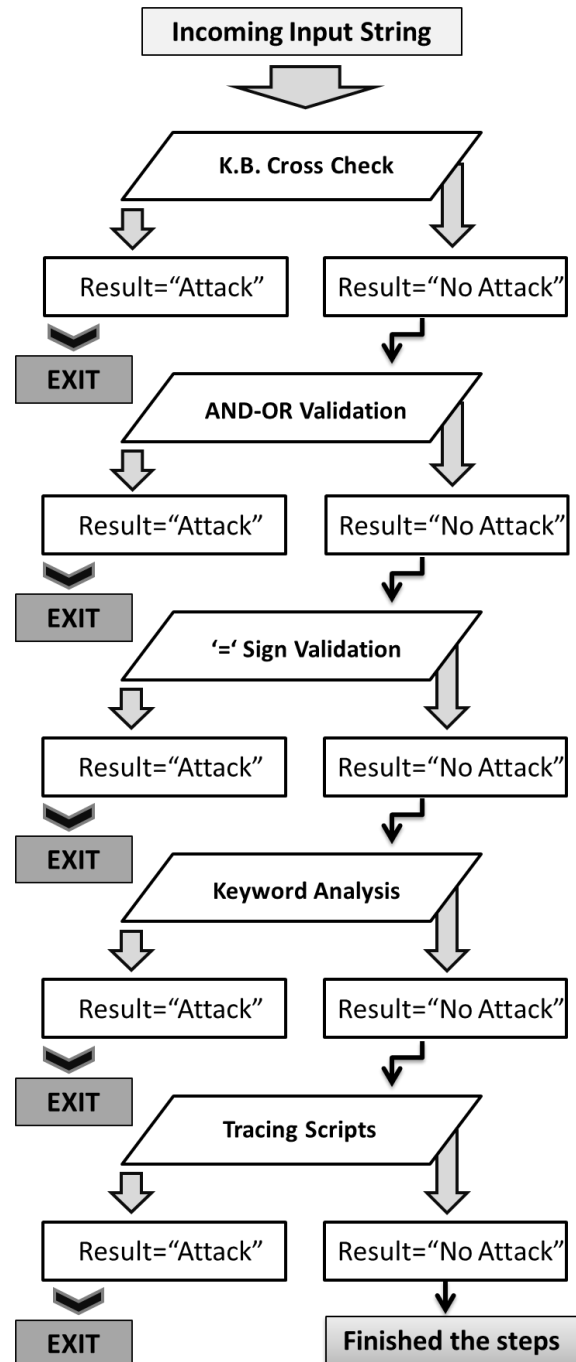 Incoming Input String
K.B. Cross Check
Result=“Attack”
Result=“No Attack”
EXIT
AND-OR Validation
Result=“Attack”
Result=“No Attack”
EXIT
‘=‘ Sign Validation
Result=“Attack”
Result=“No Attack”
EXIT
Keyword Analysis
Result=“Attack”
Result=“No Attack”
EXIT
Tracing Scripts
Result=“Attack”
Result=“No Attack”
EXIT
Finished the steps